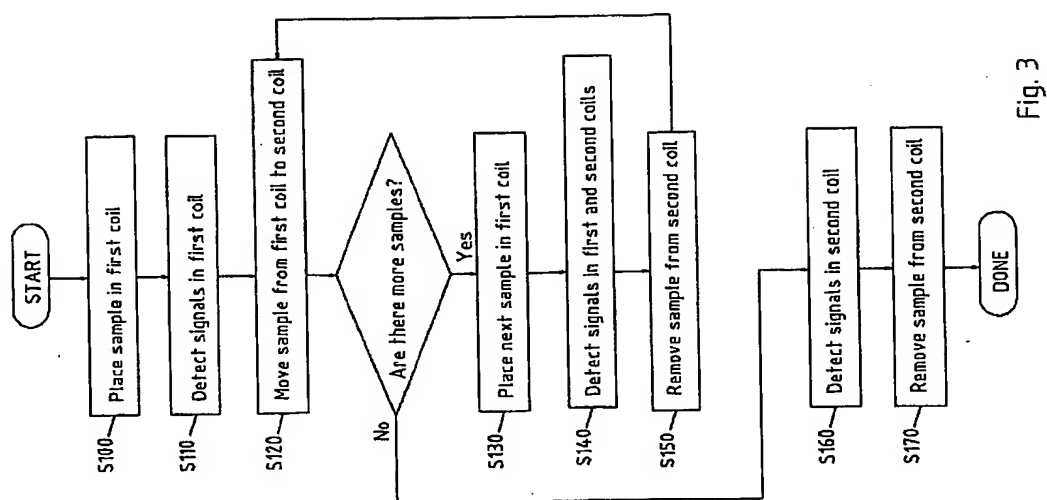 START
S100
Place sample in first coil
S110
Detect signals in first coil
S120
Move sample from first coil to second coil
Are there more samples?
No
Yes
S130
Place next sample in first coil
S140
Detect signals in first and second coils
S150
Remove sample from second coil
S160
Detect signals in second coil
S170
Remove sample from second coil
DONE
Fig. 3